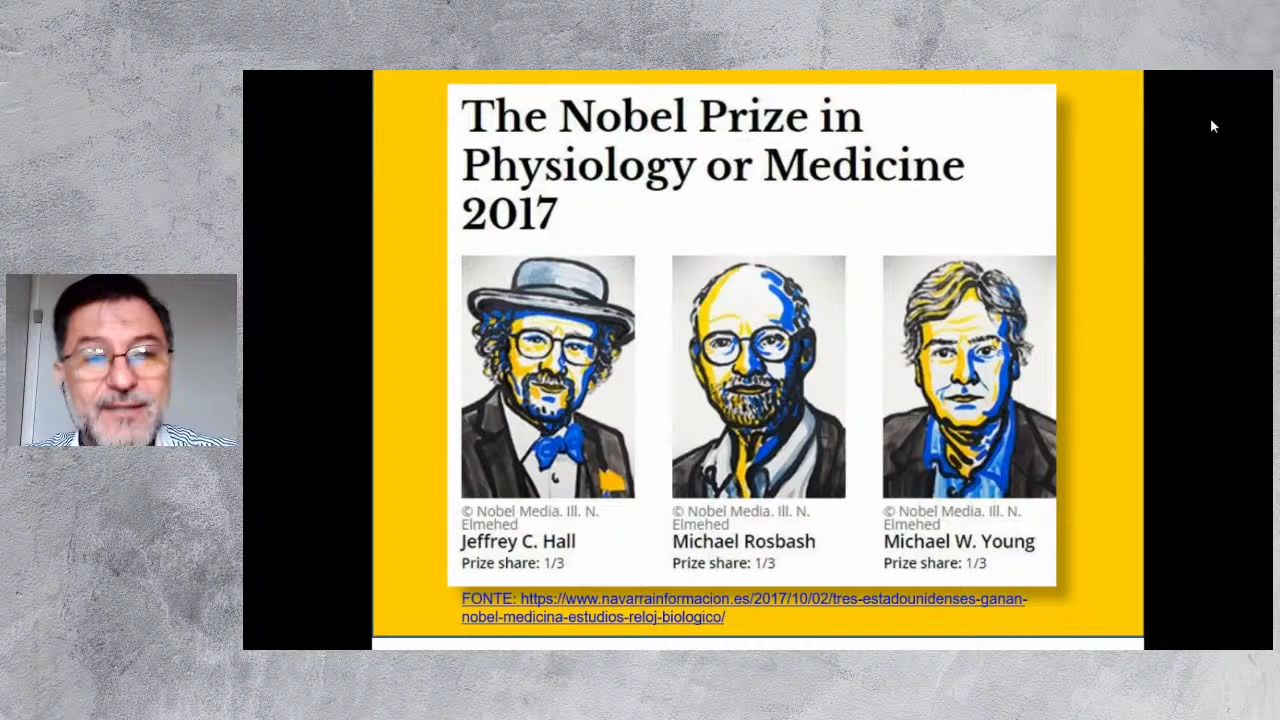 The Nobel Prize in
Physiology or Medicine
2017
© Nobel Media. Ill. N.
Elmehed
Jeffrey C. Hall
Prize share: 1/3
© Nobel Media. Ill. N.
Elmehed
Michael Rosbash
Prize share: 1/3
© Nobel Media. Ill. N.
Elmehed
Michael W. Young
Prize share: 1/3
FONTE: https://www.navarrainformacion.es/2017/10/02/tres-estadounidenses-ganan-
nobel-medicina-estudios-reloj-biologico/